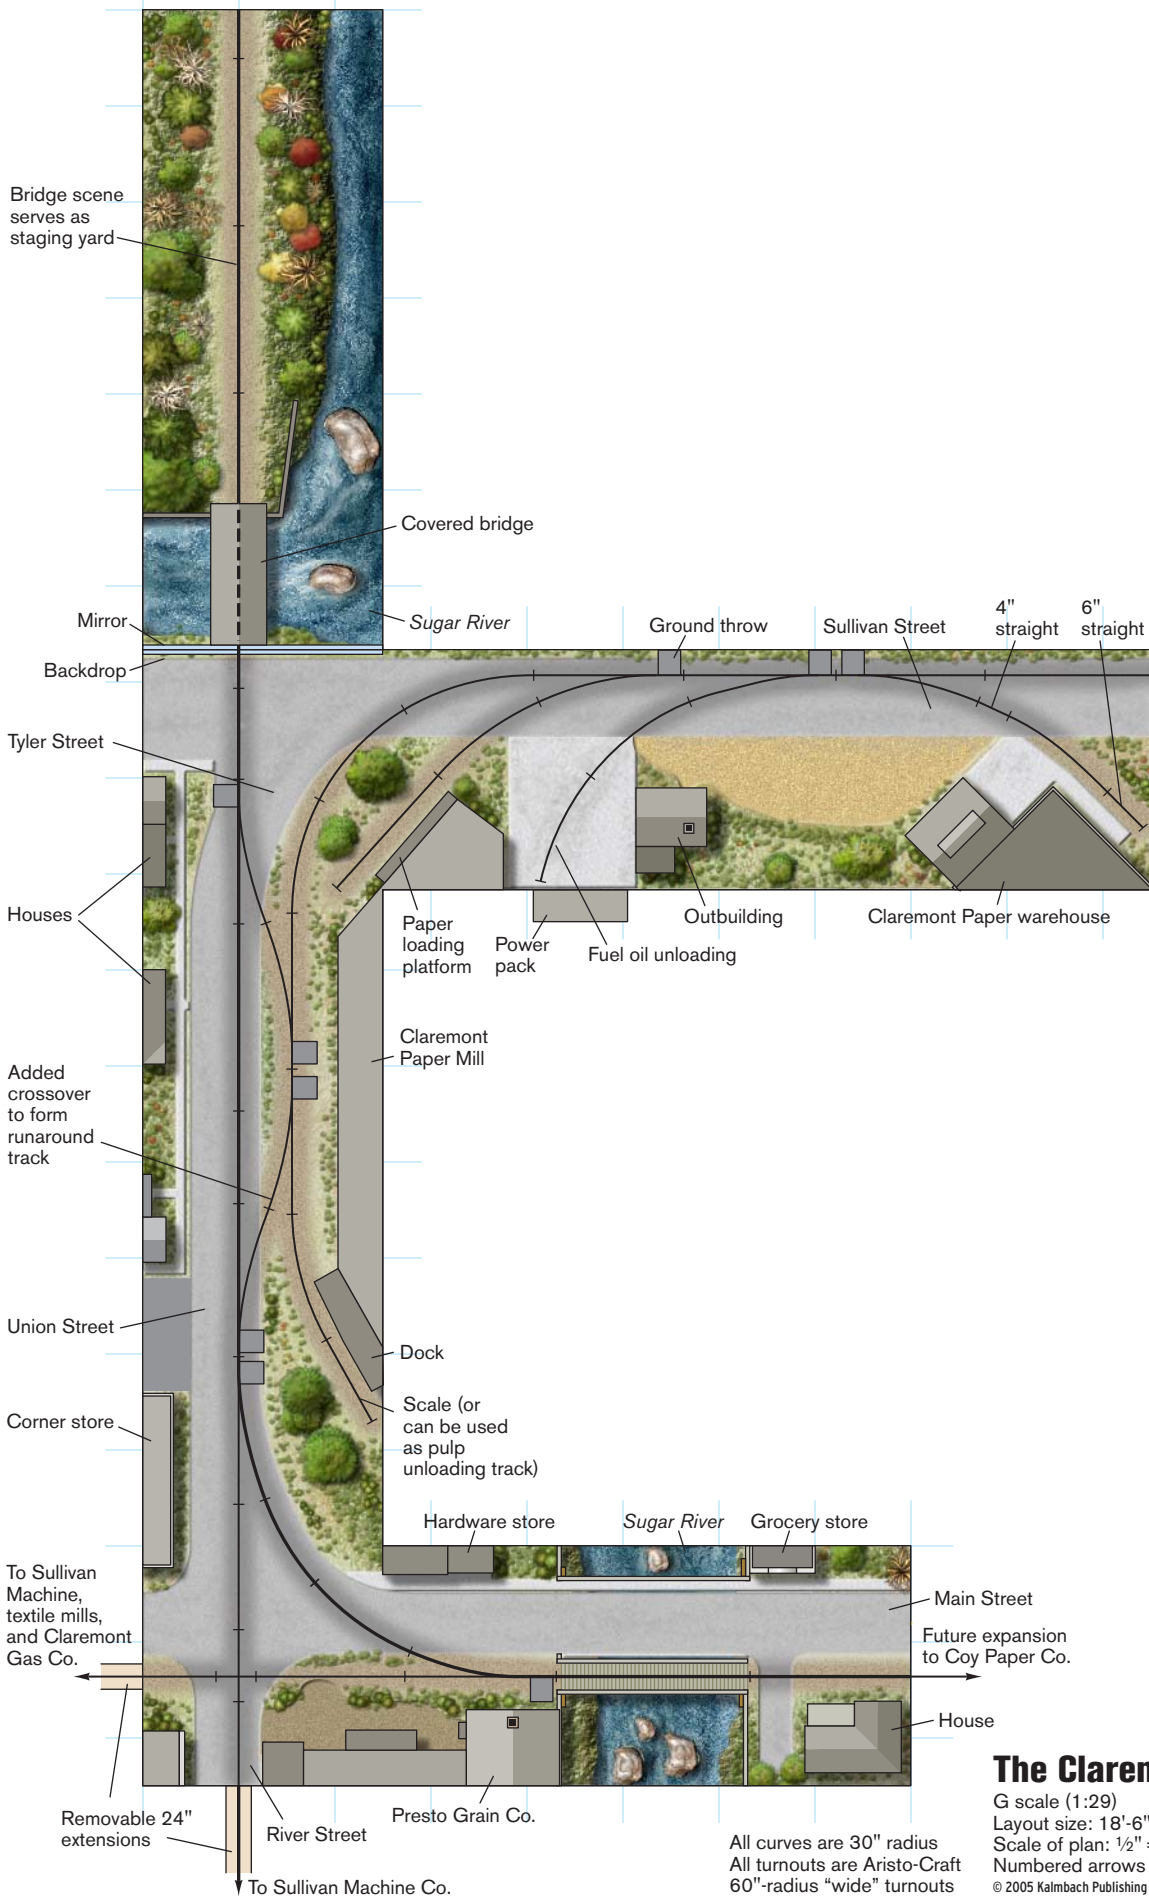 Bridge scene
serves as
staging yard
Covered bridge
Mirror
Sugar River
Backdrop
Ground throw
Sullivan Street
4"
straight
6"
straight
Tyler Street
Houses
Paper
loading
platform
Power
pack
Fuel oil unloading
Outbuilding
Claremont Paper warehouse
Claremont
Paper Mill
Added
crossover
to form
runaround
track
Union Street
Dock
Corner store
Scale (or
can be used
as pulp
unloading track)
Hardware store
Sugar River
Grocery store
To Sullivan
Machine,
textile mills,
and Claremont
Gas Co.
Main Street
Future expansion
to Coy Paper Co.
House
Removable 24"
extensions
River Street
Presto Grain Co.
To Sullivan Machine Co.
All curves are 30" radius
All turnouts are Aristo-Craft
60"-radius “wide” turnouts
The Clarem
G scale (1:29)
Layout size: 18'-6"
Scale of plan: ½" =
Numbered arrows
© 2005 Kalmbach Publishing